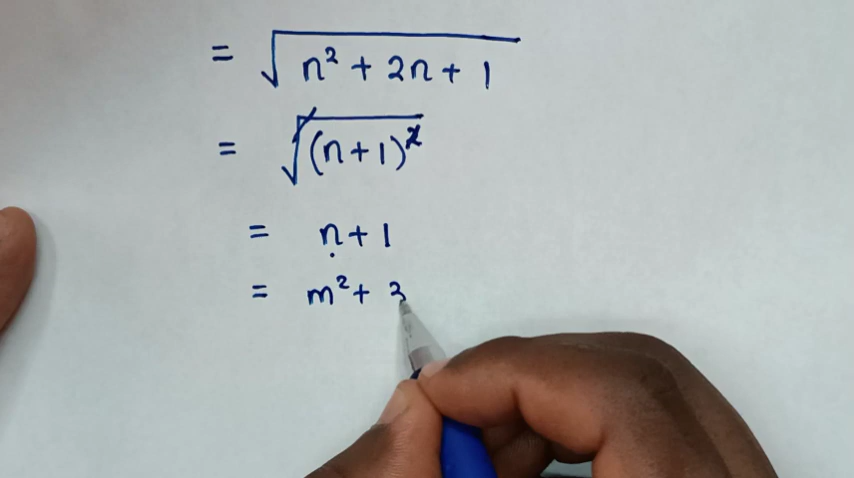 = √(n² + 2n + 1)
= √((n+1)²)
= n + 1
= m² + 3